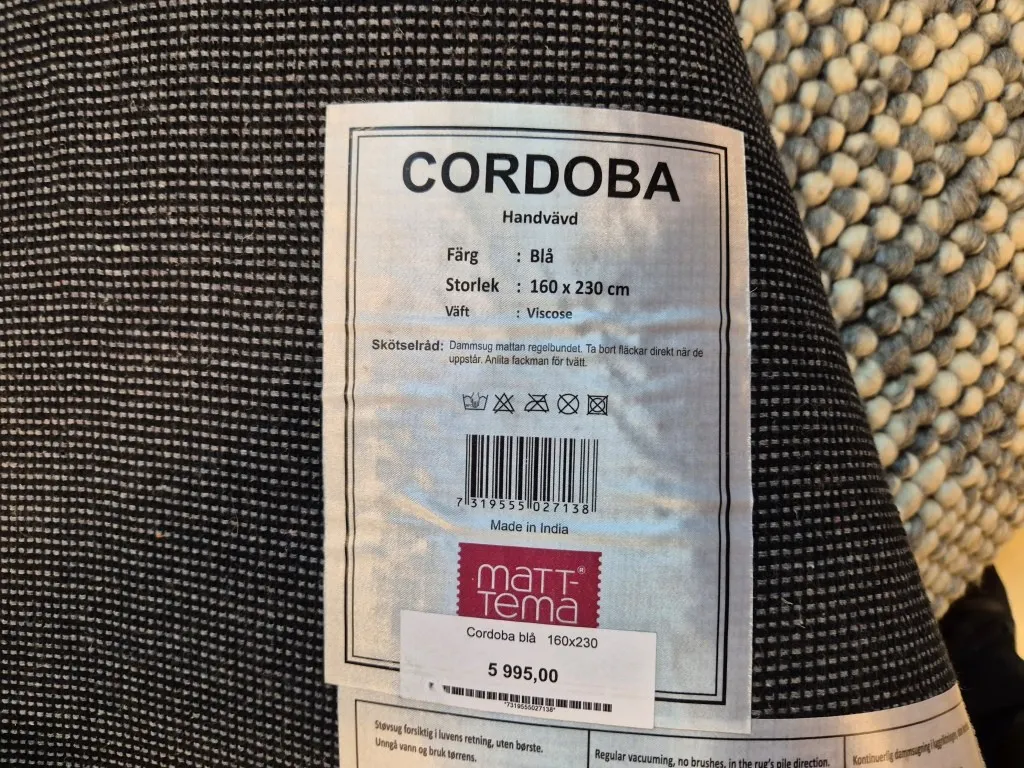 CORDOBA
Handvävd
Färg : Blå
Storlek : 160 x 230 cm
Väft : Viscose
Skötselråd: Dammsug mattan regelbundet. Ta bort fläckar direkt när de
uppstår. Anlita fackman för tvätt.
7 319555 027138
Made in India
maTT-®
Tema
Cordoba blå 160x230
5 995,00
*7319555027138*
Støvsug forsiktig i luvens retning, uten børste.
Unngå vann og bruk tørrens.
Regular vacuuming, no brushes, in the rug's pile direction.
Kontinuerlig dammsugning i